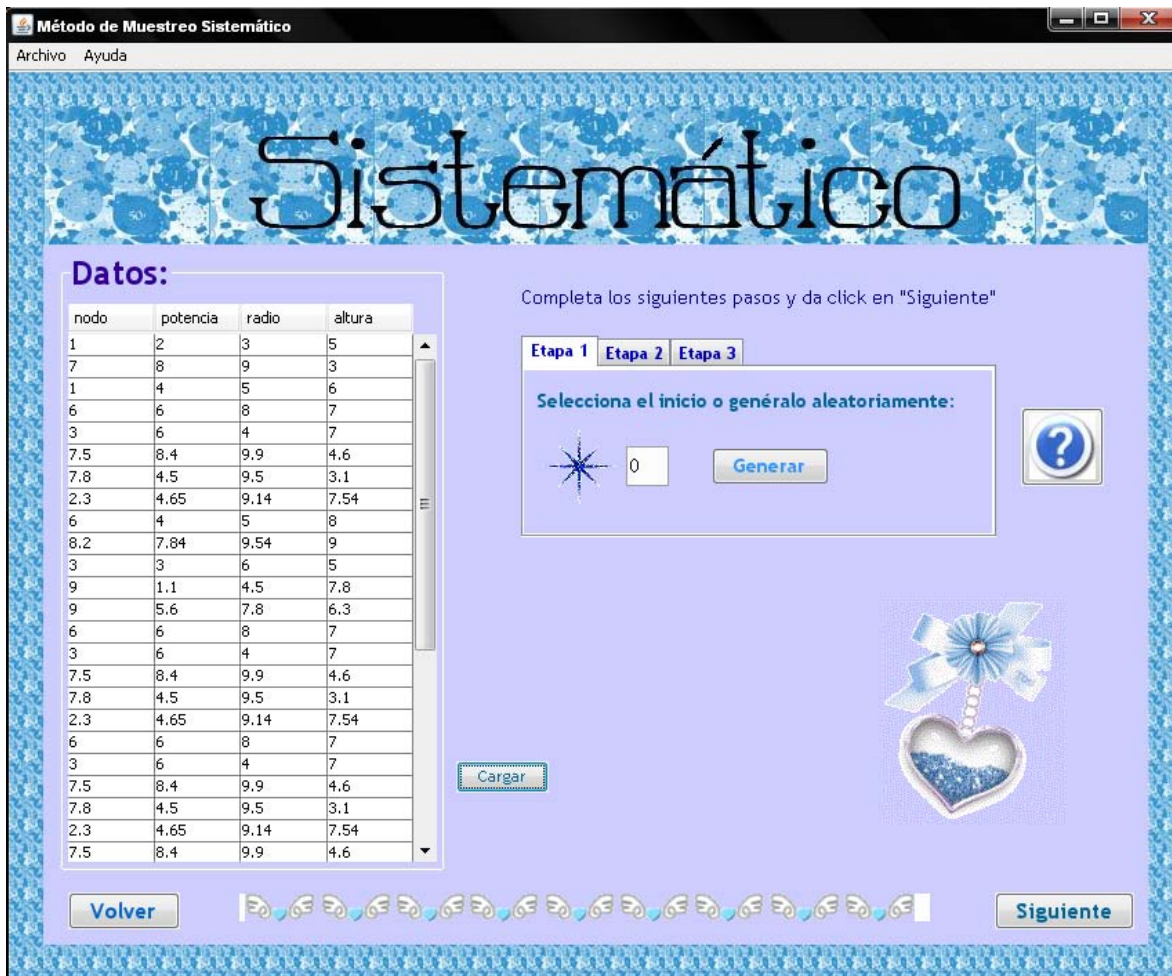 Método de Muestreo Sistemático
Archivo Ayuda
Sistemático
Datos:
nodo potencia radio altura
1 2 3 5
7 8 9 3
1 4 5 6
6 6 8 7
3 6 4 7
7.5 8.4 9.9 4.6
7.8 4.5 9.5 3.1
2.3 4.65 9.14 7.54
6 4 5 8
8.2 7.84 9.54 9
3 3 6 5
9 1.1 4.5 7.8
9 5.6 7.8 6.3
6 6 8 7
3 6 4 7
7.5 8.4 9.9 4.6
7.8 4.5 9.5 3.1
2.3 4.65 9.14 7.54
6 6 8 7
3 6 4 7
7.5 8.4 9.9 4.6
7.8 4.5 9.5 3.1
2.3 4.65 9.14 7.54
7.5 8.4 9.9 4.6
Completa los siguientes pasos y da click en "Siguiente"
Etapa 1 Etapa 2 Etapa 3
Selecciona el inicio o genéralo aleatoriamente:
0 Generar
?
Cargar
Volver
Siguiente